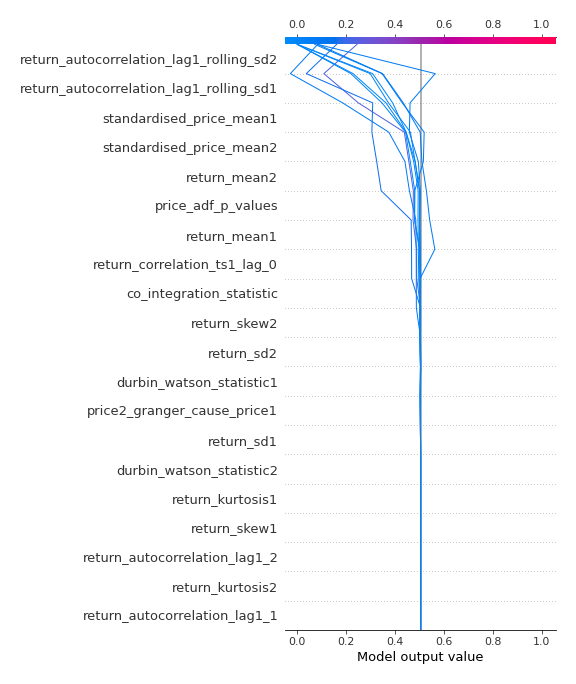 0.0 0.2 0.4 0.6 0.8 1.0
return_autocorrelation_lag1_rolling_sd2
return_autocorrelation_lag1_rolling_sd1
standardised_price_mean1
standardised_price_mean2
return_mean2
price_adf_p_values
return_mean1
return_correlation_ts1_lag_0
co_integration_statistic
return_skew2
return_sd2
durbin_watson_statistic1
price2_granger_cause_price1
return_sd1
durbin_watson_statistic2
return_kurtosis1
return_skew1
return_autocorrelation_lag1_2
return_kurtosis2
return_autocorrelation_lag1_1
0.0 0.2 0.4 0.6 0.8 1.0
Model output value